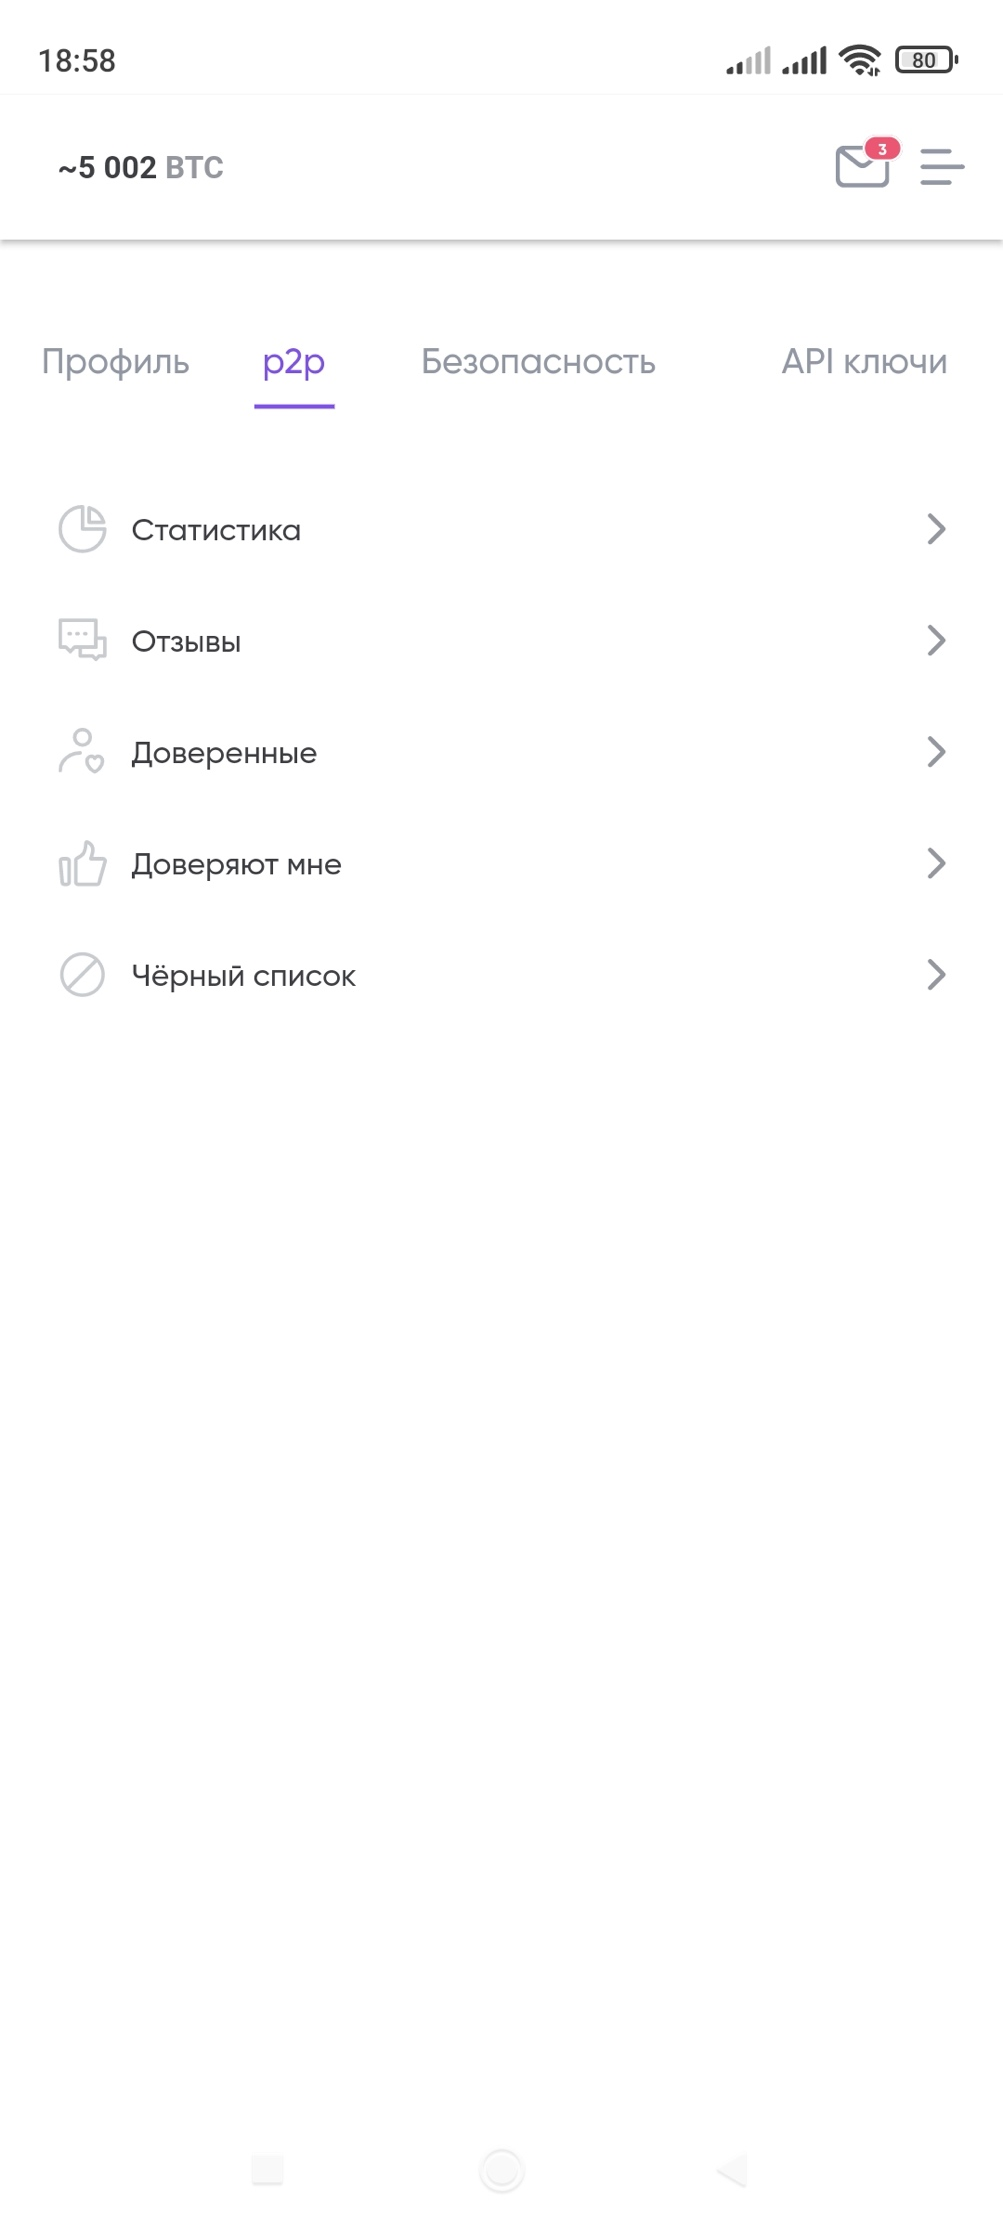 18:58
80
~5 002 BTC
3
Профиль p2p Безопасность API ключи
Статистика
Отзывы
Доверенные
Доверяют мне
Чёрный список